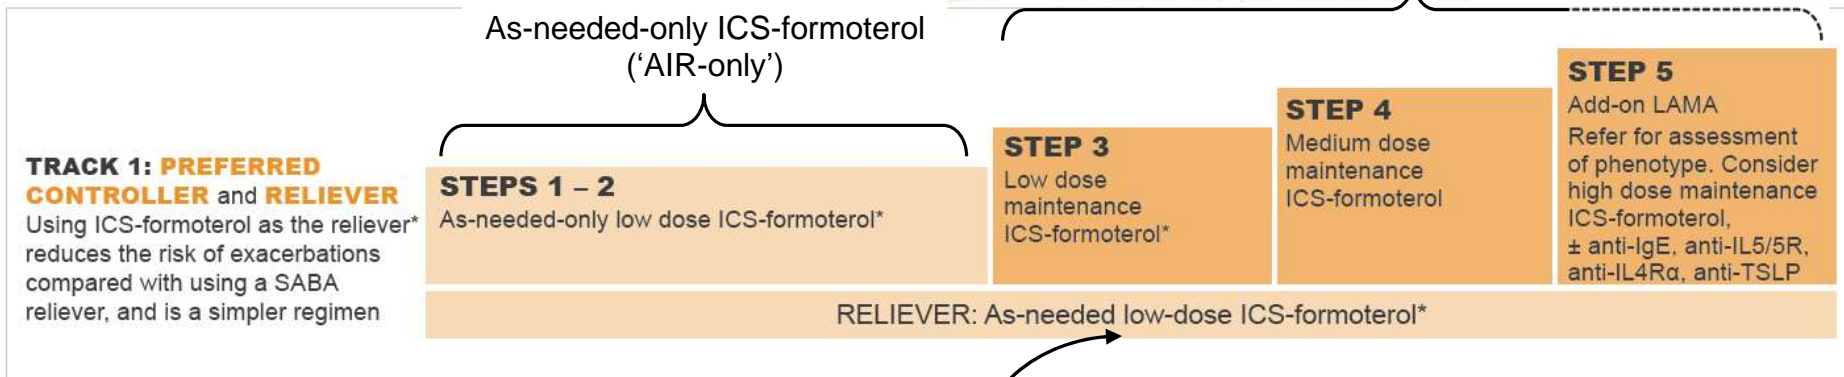 As-needed-only ICS-formoterol
(‘AIR-only’)
TRACK 1: PREFERRED
CONTROLLER and RELIEVER
Using ICS-formoterol as the reliever*
reduces the risk of exacerbations
compared with using a SABA
reliever, and is a simpler regimen
STEPS 1 – 2
As-needed-only low dose ICS-formoterol*
STEP 3
Low dose
maintenance
ICS-formoterol*
STEP 4
Medium dose
maintenance
ICS-formoterol
STEP 5
Add-on LAMA
Refer for assessment
of phenotype. Consider
high dose maintenance
ICS-formoterol,
± anti-IgE, anti-IL5/5R,
anti-IL4Rα, anti-TSLP
RELIEVER: As-needed low-dose ICS-formoterol*